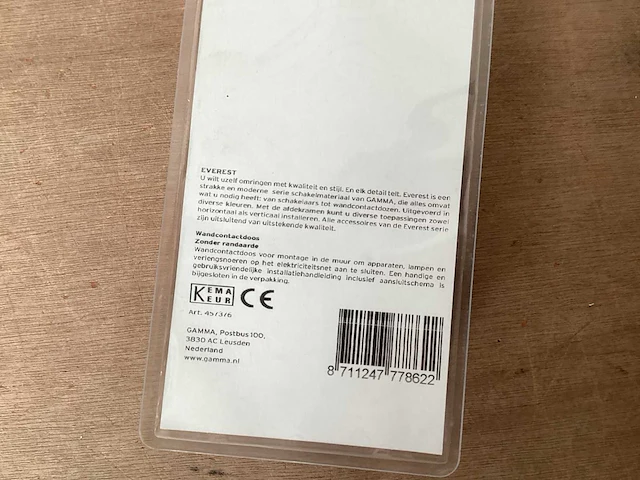 EVEREST
U wilt uzelf omringen met kwaliteit en stijl. En elk detail telt. Everest is een
strakke en moderne serie schakelmateriaal van GAMMA, die alles omvat
wat u nodig heeft: van schakelaars tot wandcontactdozen. Uitgevoerd in
diverse kleuren. Met de afdekramen kunt u diverse toepassingen zowel
horizontaal als verticaal installeren. Alle accessoires van de Everest serie
zijn uitsluitend van uitstekende kwaliteit.
Wandcontactdoos
Zonder randaarde
Wandcontactdoos voor montage in de muur om apparaten, lampen en
verlengsnoeren op het elektriciteitsnet aan te sluiten. Een handige en
gebruiksvriendelijke installatiehandleiding inclusief aansluitschema is
bijgesloten in de verpakking.
KEMA
KEUR CE
Art. 457376
GAMMA, Postbus 100,
3830 AC Leusden
Nederland
www.gamma.nl
8 711247 778622